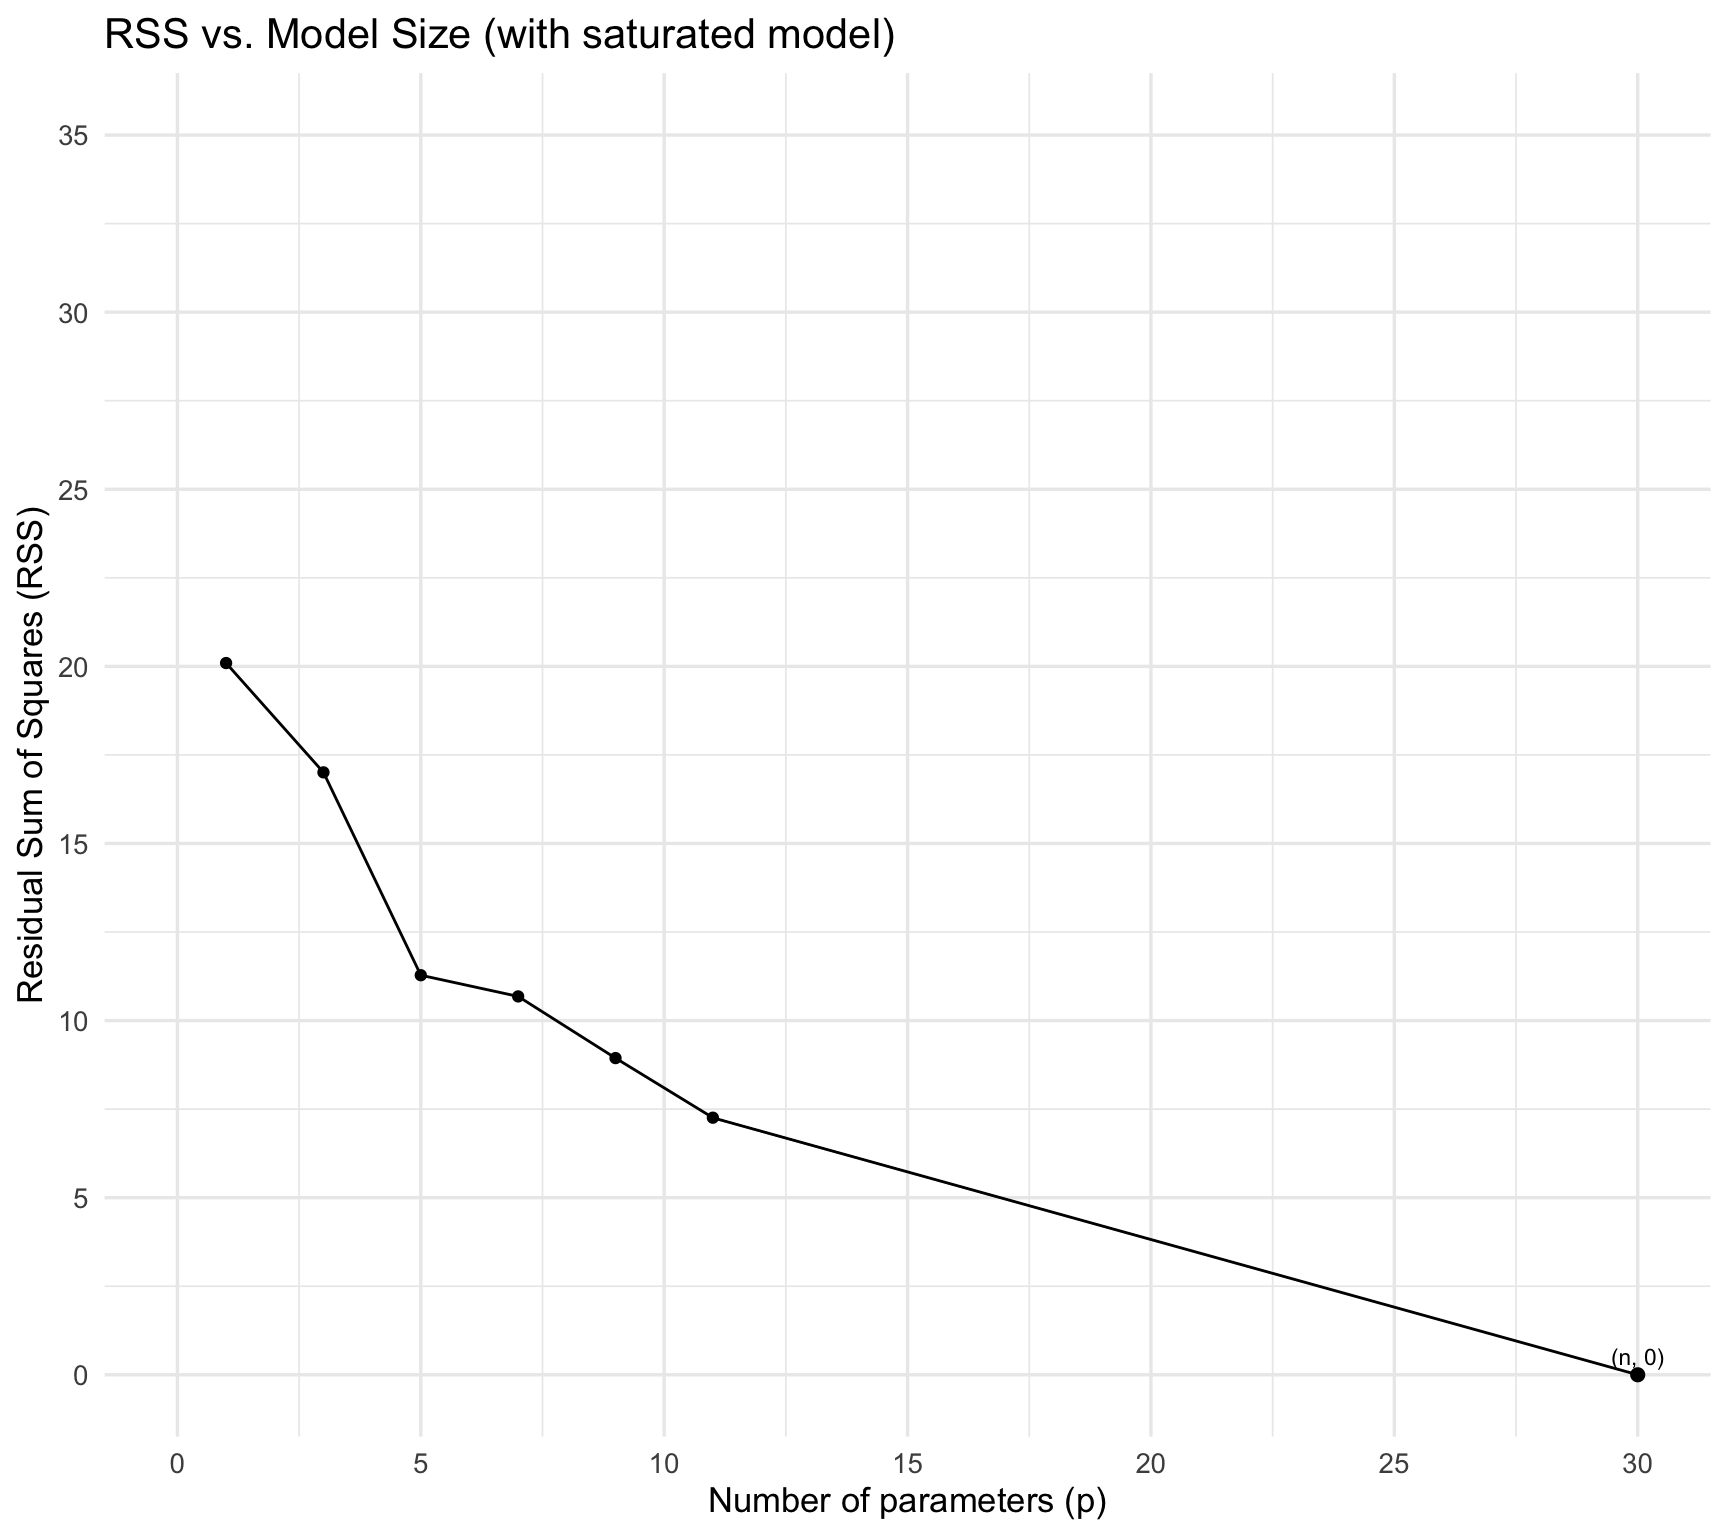 RSS vs. Model Size (with saturated model)
Residual Sum of Squares (RSS)
35
30
25
20
15
10
5
0
(n, 0)
0 5 10 15 20 25 30
Number of parameters (p)